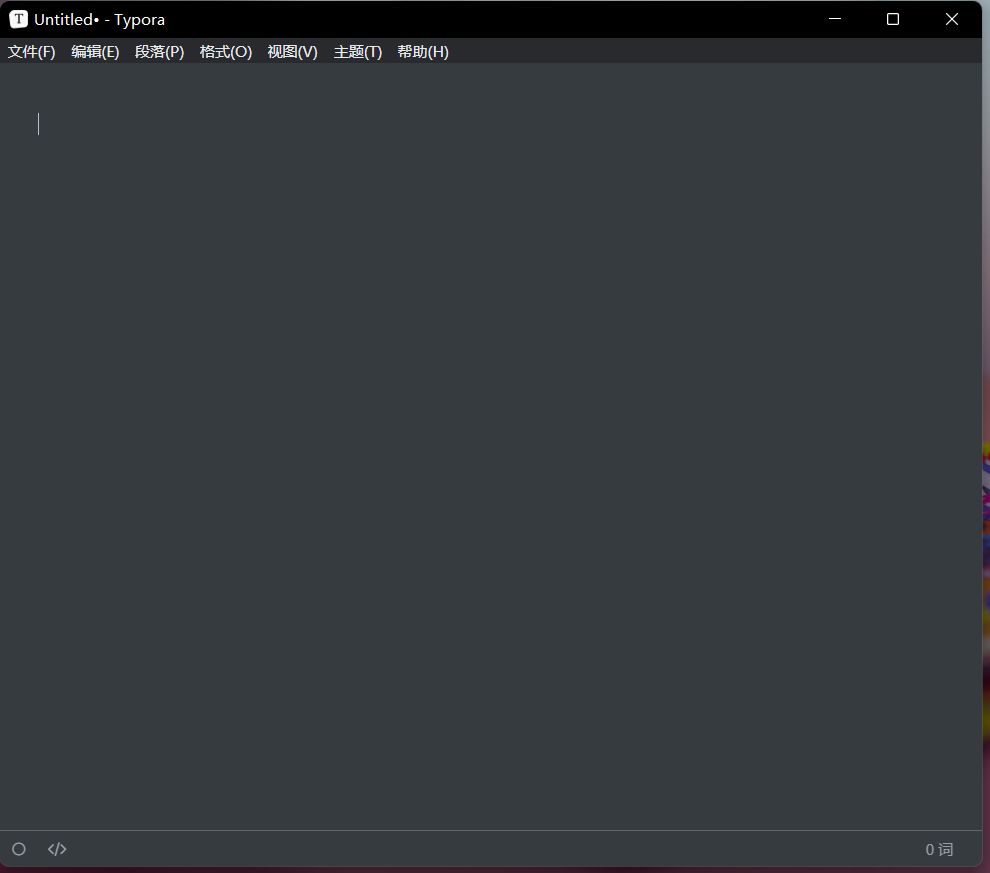 T Untitled• - Typora
文件(F) 编辑(E) 段落(P) 格式(O) 视图(V) 主题(T) 帮助(H)
</> 0 词